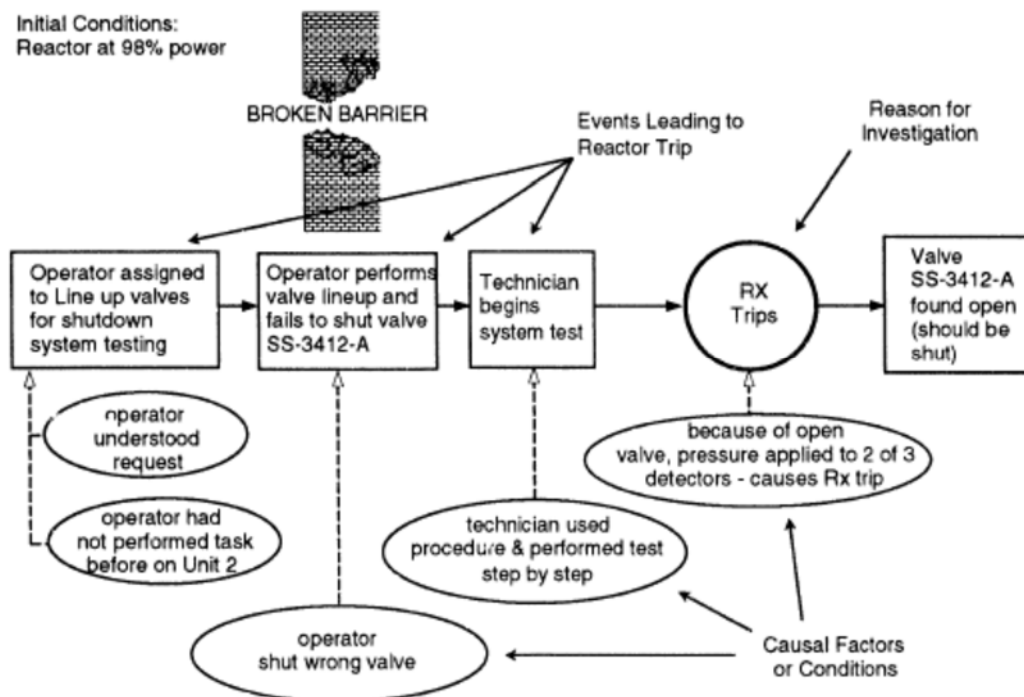 Initial Conditions:
Reactor at 98% power
BROKEN BARRIER
Events Leading to
Reactor Trip
Reason for
Investigation
Operator assigned
to Line up valves
for shutdown
system testing
Operator performs
valve lineup and
fails to shut valve
SS-3412-A
Technician
begins
system test
RX
Trips
Valve
SS-3412-A
found open
(should be
shut)
operator
understood
request
operator had
not performed task
before on Unit 2
operator
shut wrong valve
technician used
procedure & performed test
step by step
because of open
valve, pressure applied to 2 of 3
detectors - causes Rx trip
Causal Factors
or Conditions